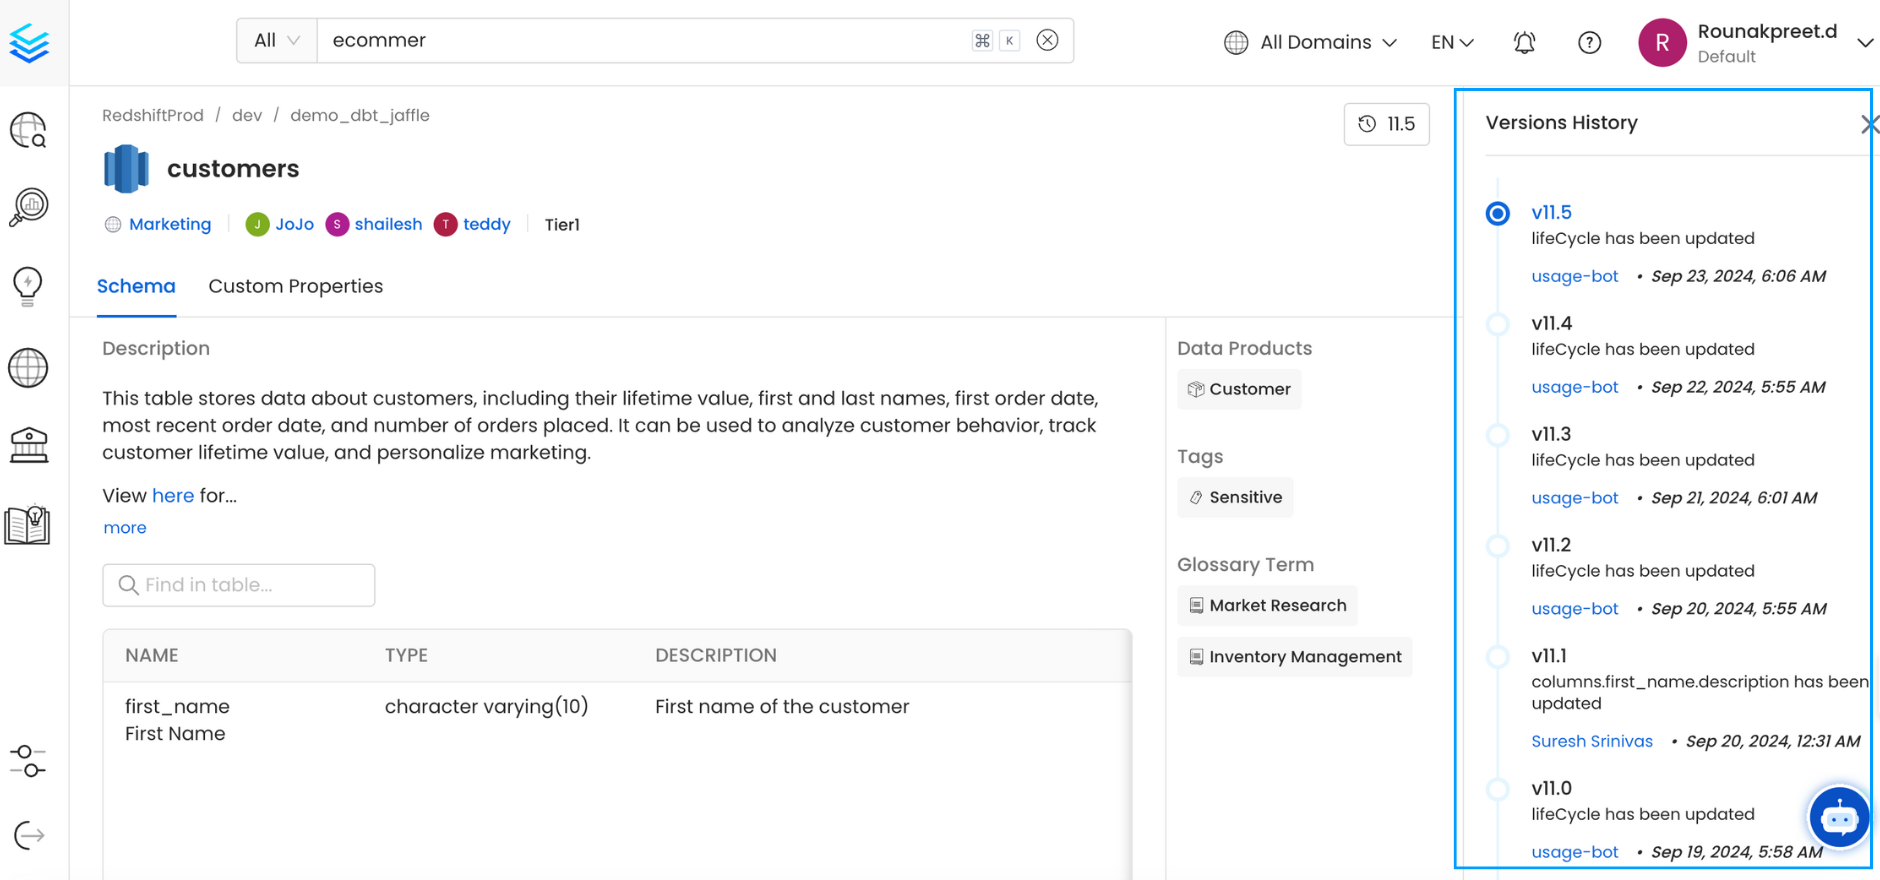 All
ecommer
⌘ K
All Domains
EN
R
Rounakpreet.d
Default
RedshiftProd / dev / demo_dbt_jaffle
11.5
customers
Marketing
J JoJo S shailesh T teddy
Tier1
Schema Custom Properties
Description
This table stores data about customers, including their lifetime value, first and last names, first order date,
most recent order date, and number of orders placed. It can be used to analyze customer behavior, track
customer lifetime value, and personalize marketing.
View here for...
more
Find in table...
NAME TYPE DESCRIPTION
first_name character varying(10) First name of the customer
First Name
Data Products
Customer
Tags
Sensitive
Glossary Term
Market Research
Inventory Management
Versions History
v11.5
lifeCycle has been updated
usage-bot • Sep 23, 2024, 6:06 AM
v11.4
lifeCycle has been updated
usage-bot • Sep 22, 2024, 5:55 AM
v11.3
lifeCycle has been updated
usage-bot • Sep 21, 2024, 6:01 AM
v11.2
lifeCycle has been updated
usage-bot • Sep 20, 2024, 5:55 AM
v11.1
columns.first_name.description has been
updated
Suresh Srinivas • Sep 20, 2024, 12:31 AM
v11.0
lifeCycle has been updated
usage-bot • Sep 19, 2024, 5:58 AM